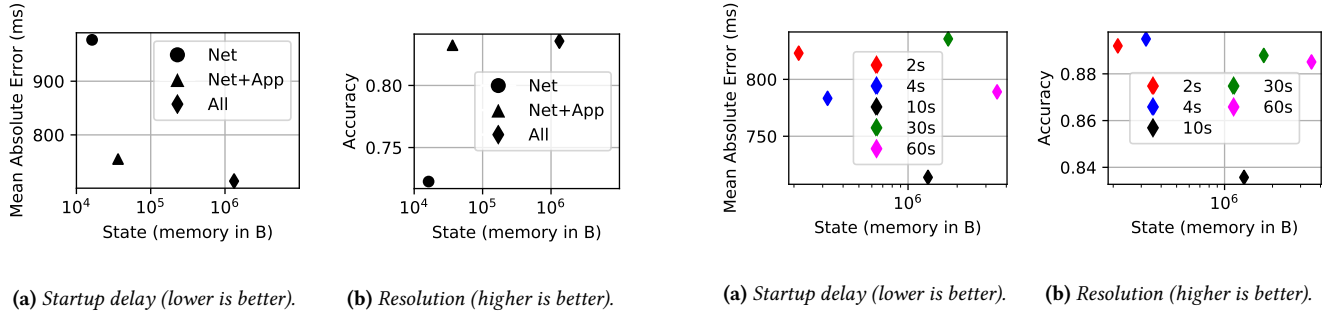 Mean Absolute Error (ms)
900
800
10^4
10^5
10^6
State (memory in B)
Net
Net+App
All
(a) Startup delay (lower is better).
Accuracy
0.80
0.75
10^4
10^5
10^6
State (memory in B)
Net
Net+App
All
(b) Resolution (higher is better).
Mean Absolute Error (ms)
800
750
10^6
State (memory in B)
2s
4s
10s
30s
60s
(a) Startup delay (lower is better).
Accuracy
0.88
0.86
0.84
10^6
State (memory in B)
2s
4s
10s
30s
60s
(b) Resolution (higher is better).